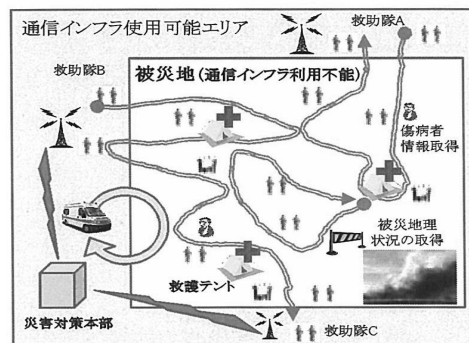 通信インフラ使用可能エリア
救助隊A
救助隊B
被災地(通信インフラ利用不能)
傷病者
情報取得
被災地理
状況の取得
救護テント
災害対策本部
救助隊C